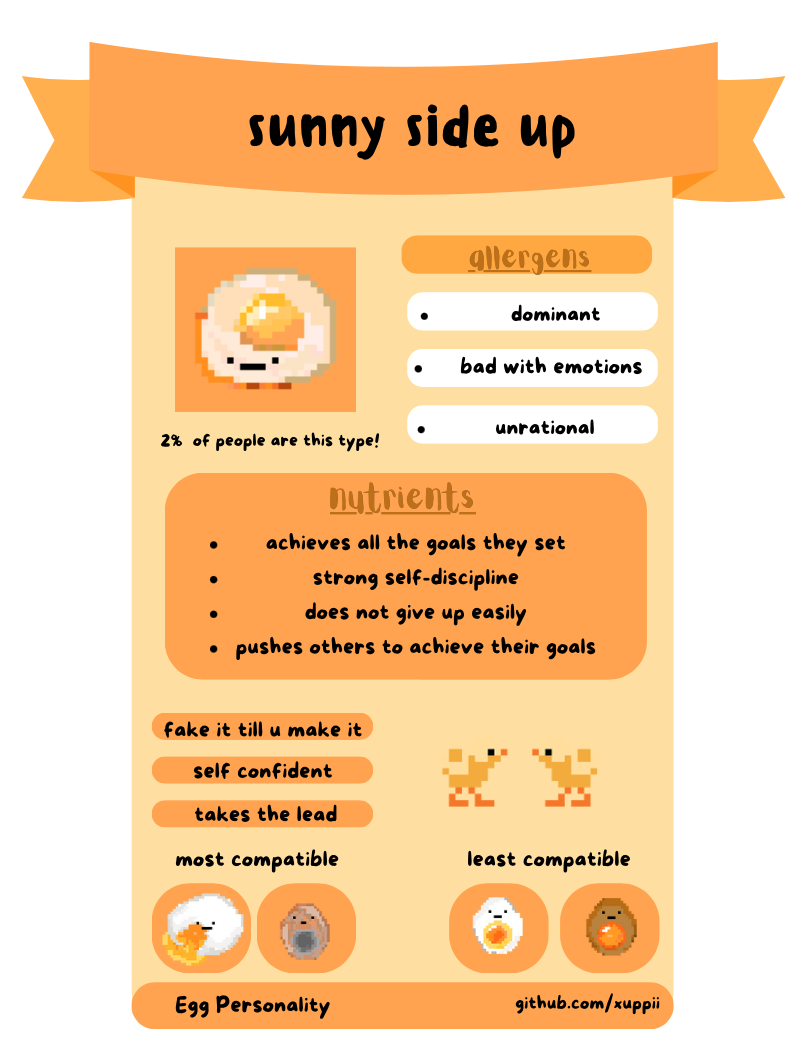 sunny side up
allergens
• dominant
• bad with emotions
• unrational
2% of people are this type!
nutrients
• achieves all the goals they set
• strong self-discipline
• does not give up easily
• pushes others to achieve their goals
fake it till u make it
self confident
takes the lead
most compatible
least compatible
Egg Personality
github.com/xuppii